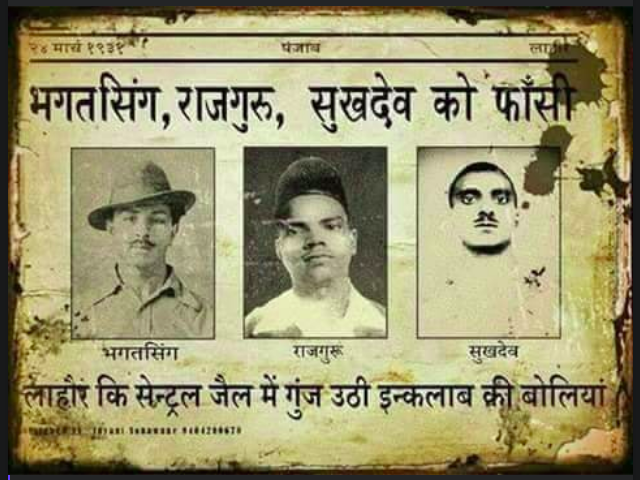 २४ मार्च १९३१ पंजाब
भगतसिंग, राजगुरू, सुखदेव को फाँसी
भगतसिंग राजगुरू सुखदेव
लाहौर कि सेन्ट्रल जैल में गुंज उठी इन्कलाब की बोलियां